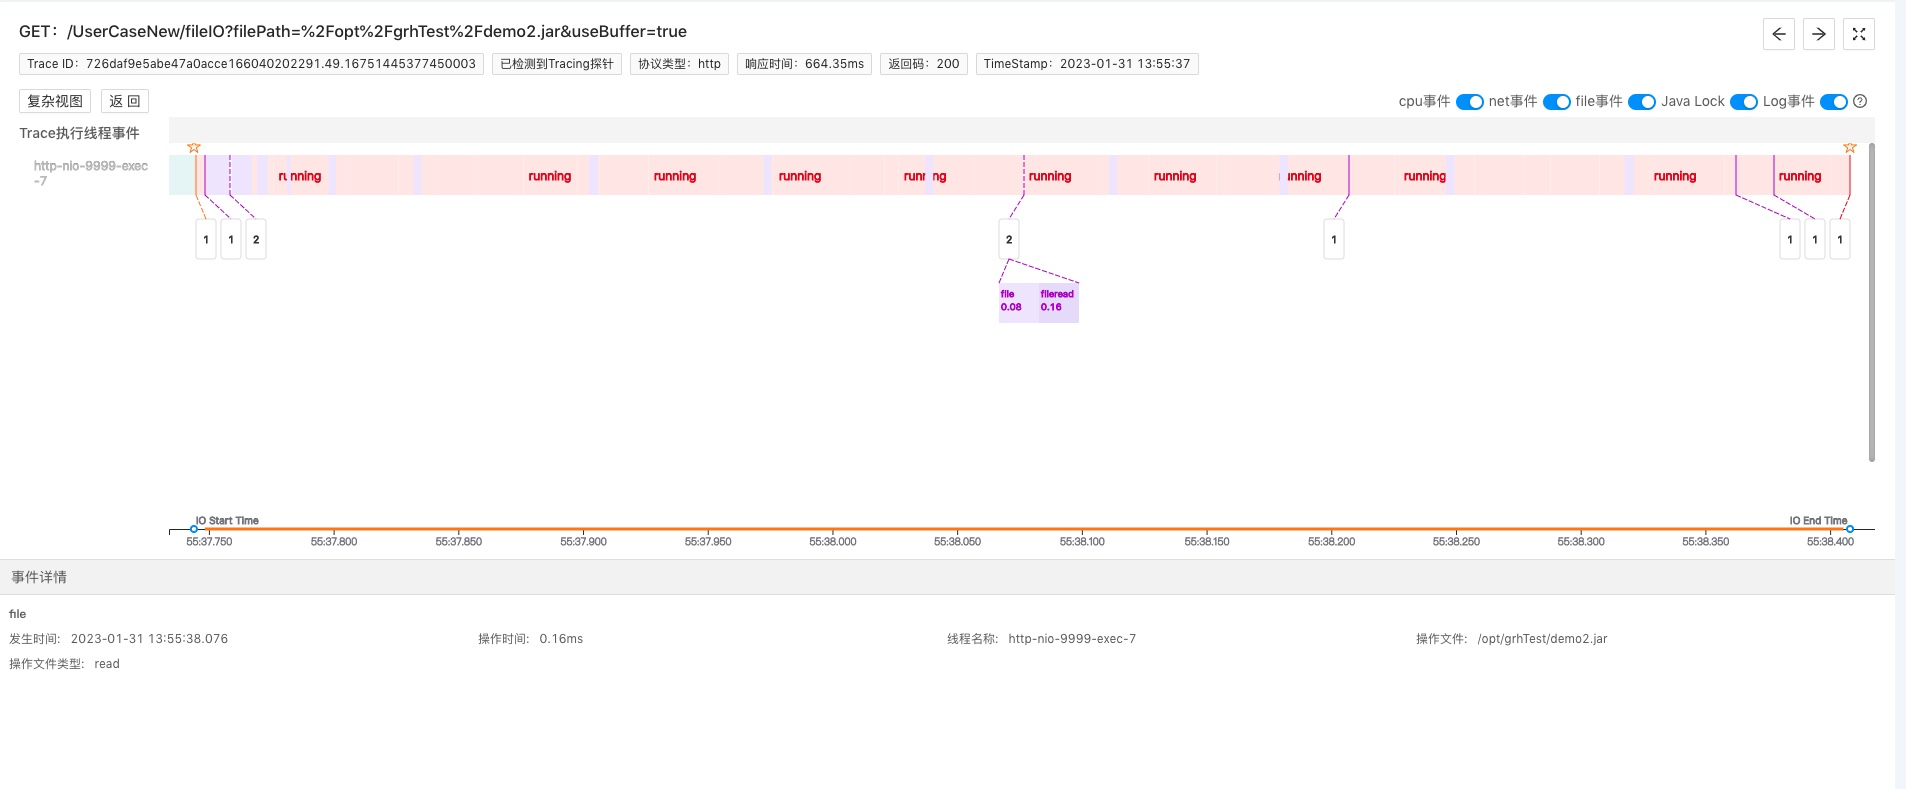 GET：/UserCaseNew/fileIO?filePath=%2Fopt%2FgrhTest%2Fdemo2.jar&useBuffer=true
Trace ID：726daf9e5abe47a0acce166040202291.49.16751445377450003 已检测到Tracing探针 协议类型：http 响应时间：664.35ms 返回码：200 TimeStamp：2023-01-31 13:55:37
复杂视图 返 回 cpu事件 net事件 file事件 Java Lock Log事件 ?
Trace执行线程事件
http-nio-9999-exec
-7
running running running running running running running running running running running
1 1 2 2 1 1 1 1
file fileread
0.08 0.16
IO Start Time IO End Time
55:37.750 55:37.800 55:37.850 55:37.900 55:37.950 55:38.000 55:38.050 55:38.100 55:38.150 55:38.200 55:38.250 55:38.300 55:38.350 55:38.400
事件详情
file
发生时间： 2023-01-31 13:55:38.076 操作时间： 0.16ms 线程名称： http-nio-9999-exec-7 操作文件： /opt/grhTest/demo2.jar
操作文件类型： read